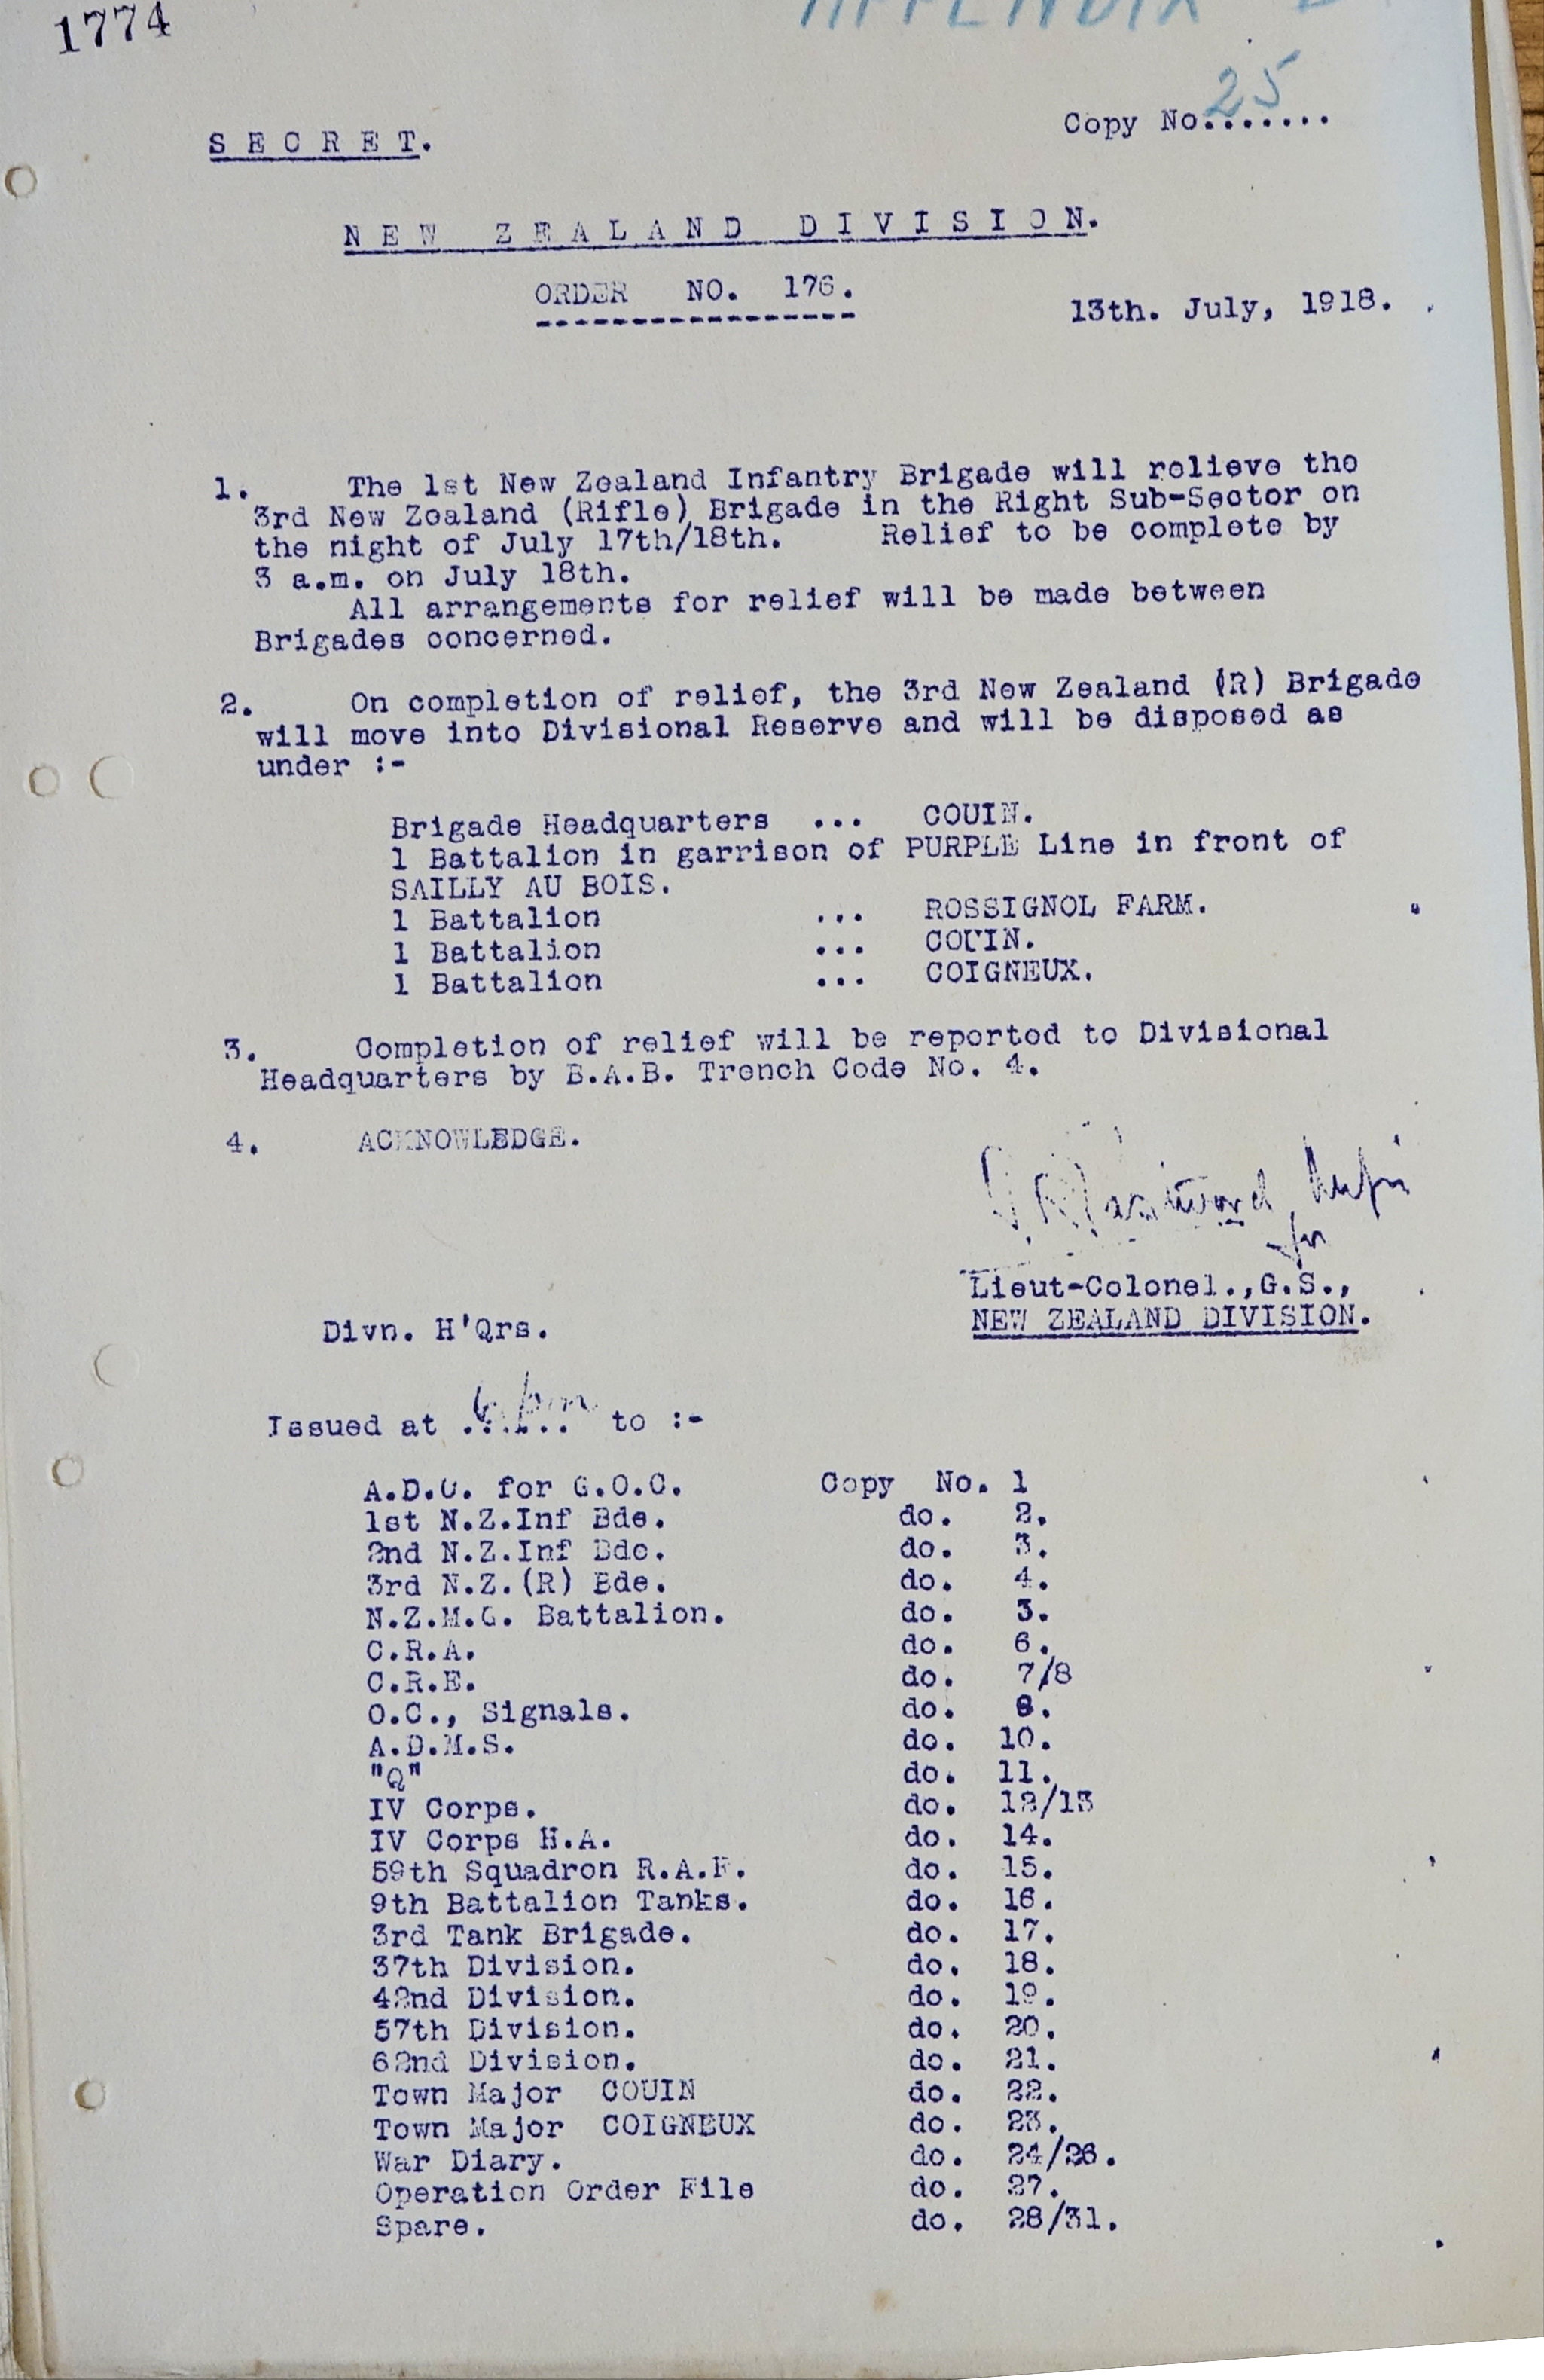 1774
APPENDIX
SECRET.
Copy No.25......
NEW ZEALAND DIVISION.
ORDER NO. 176.
13th. July, 1918.
1. The 1st New Zealand Infantry Brigade will relieve the
3rd New Zealand (Rifle) Brigade in the Right Sub-Sector on
the night of July 17th/18th. Relief to be complete by
3 a.m. on July 18th.
All arrangements for relief will be made between
Brigades concerned.
2. On completion of relief, the 3rd New Zealand (R) Brigade
will move into Divisional Reserve and will be disposed as
under :-
Brigade Headquarters ... COUIN.
1 Battalion in garrison of PURPLE Line in front of
SAILLY AU BOIS.
1 Battalion ... ROSSIGNOL FARM.
1 Battalion ... COUIN.
1 Battalion ... COIGNEUX.
3. Completion of relief will be reported to Divisional
Headquarters by B.A.B. Trench Code No. 4.
4. ACKNOWLEDGE.
for
Lieut-Colonel.,G.S.,
NEW ZEALAND DIVISION.
Divn. H'Qrs.
Issued at 6 pm to :-
A.D.C. for G.O.C. Copy No. 1
1st N.Z.Inf Bde. do. 2.
2nd N.Z.Inf Bde. do. 3.
3rd N.Z.(R) Bde. do. 4.
N.Z.M.G. Battalion. do. 5.
C.R.A. do. 6.
C.R.E. do. 7/8
O.C., Signals. do. 9.
A.D.M.S. do. 10.
"Q" do. 11.
IV Corps. do. 12/13
IV Corps H.A. do. 14.
59th Squadron R.A.F. do. 15.
9th Battalion Tanks. do. 16.
3rd Tank Brigade. do. 17.
37th Division. do. 18.
42nd Division. do. 19.
57th Division. do. 20.
62nd Division. do. 21.
Town Major COUIN do. 22.
Town Major COIGNEUX do. 23.
War Diary. do. 24/26.
Operation Order File do. 27.
Spare. do. 28/31.